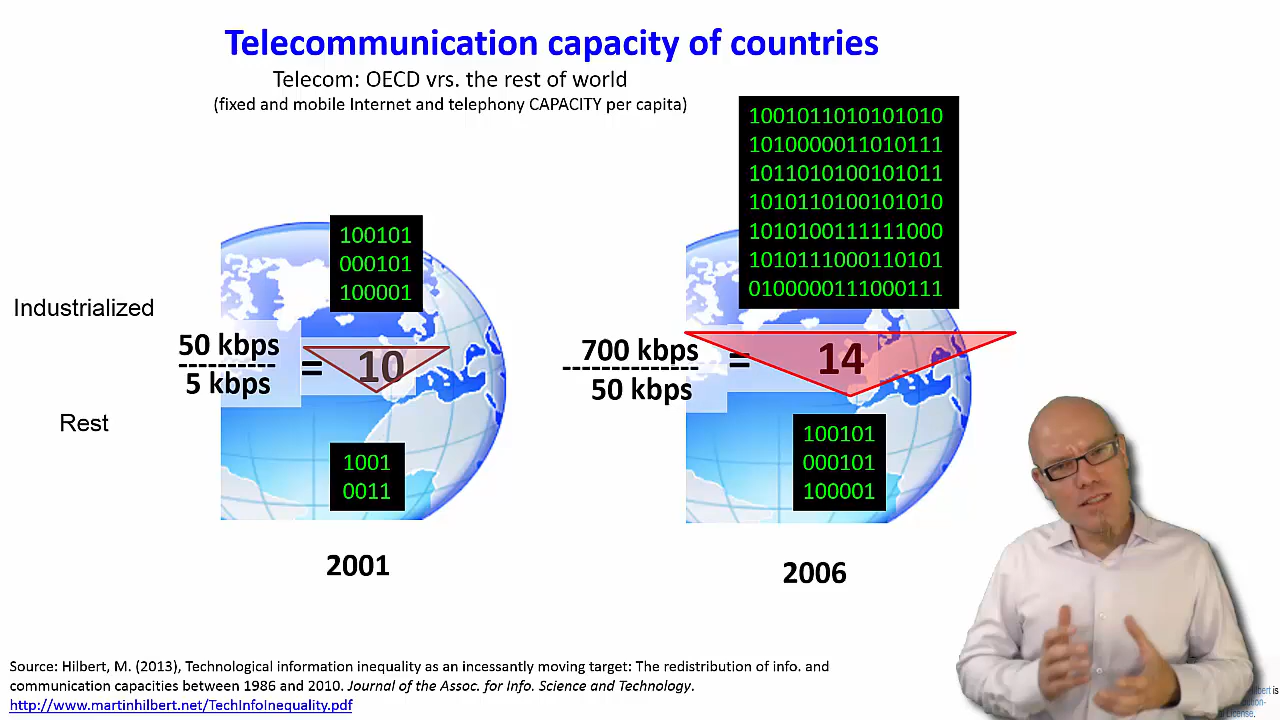 Telecommunication capacity of countries
Telecom: OECD vrs. the rest of world
(fixed and mobile Internet and telephony CAPACITY per capita)
Industrialized
Rest
100101
000101
100001
50 kbps
----------
5 kbps
=
10
1001
0011
2001
1001011010101010
1010000011010111
1011010100101011
1010110100101010
1010100111111000
1010111000110101
0100000111000111
700 kbps
--------------
50 kbps
=
14
100101
000101
100001
2006
Source: Hilbert, M. (2013), Technological information inequality as an incessantly moving target: The redistribution of info. and
communication capacities between 1986 and 2010. Journal of the Assoc. for Info. Science and Technology.
http://www.martinhilbert.net/TechInfoInequality.pdf
is
License.